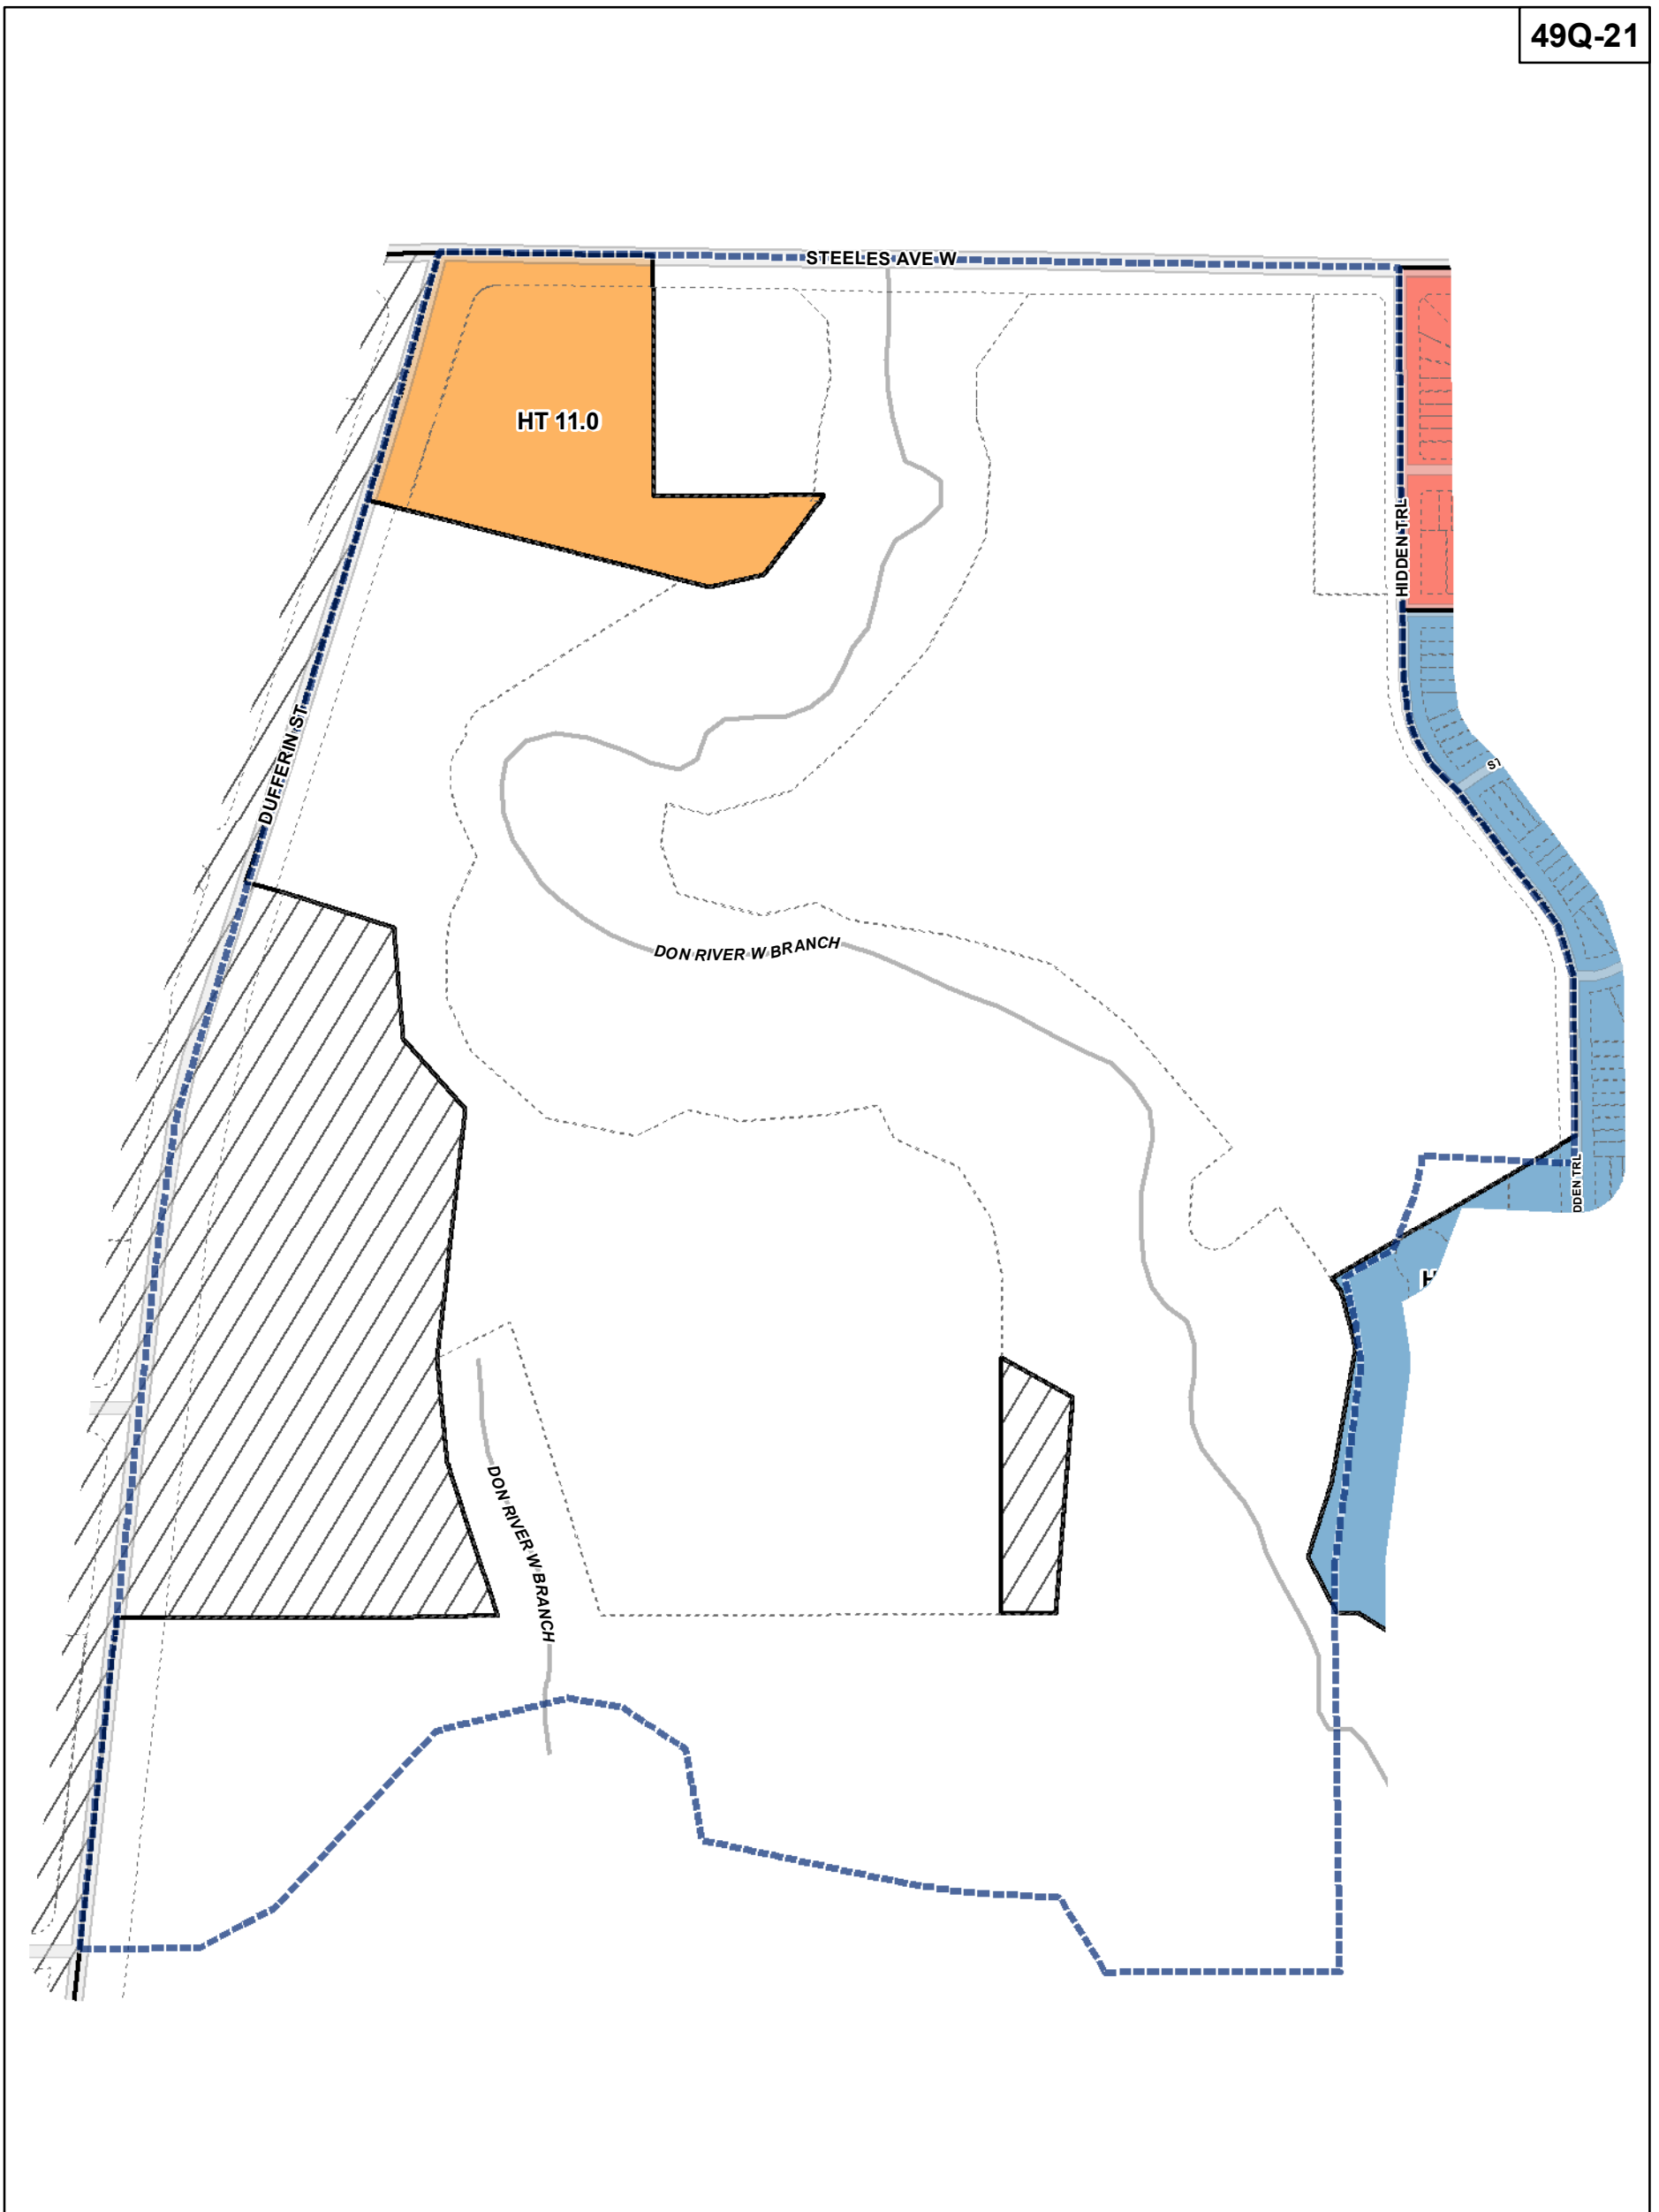 49Q-21
STEELES AVE W
HT 11.0
HIDDEN TRL
DUFFERIN ST
ST
DON RIVER W BRANCH
DDEN TRL
H
DON RIVER W BRANCH